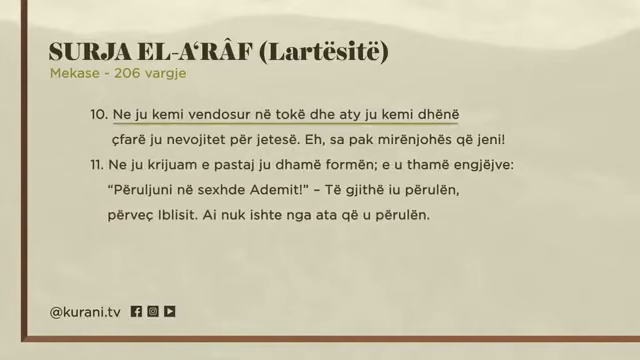 SURJA EL-A‘RÂF (Lartësitë)
Mekase - 206 vargje
10. Ne ju kemi vendosur në tokë dhe aty ju kemi dhënë
çfarë ju nevojitet për jetesë. Eh, sa pak mirënjohës që jeni!
11. Ne ju krijuam e pastaj ju dhamë formën; e u thamë engjëjve:
“Përuljuni në sexhde Ademit!” – Të gjithë iu përulën,
përveç Iblisit. Ai nuk ishte nga ata që u përulën.
@kurani.tv